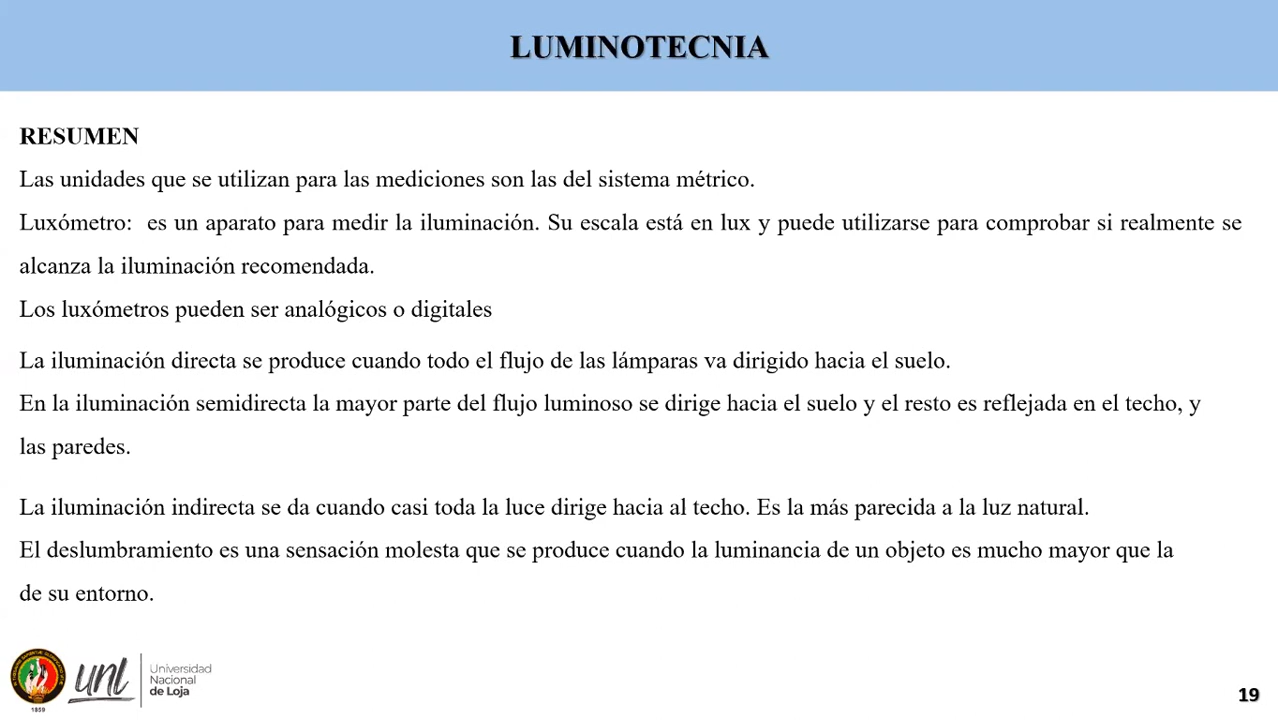 LUMINOTECNIA
RESUMEN
Las unidades que se utilizan para las mediciones son las del sistema métrico.
Luxómetro: es un aparato para medir la iluminación. Su escala está en lux y puede utilizarse para comprobar si realmente se
alcanza la iluminación recomendada.
Los luxómetros pueden ser analógicos o digitales
La iluminación directa se produce cuando todo el flujo de las lámparas va dirigido hacia el suelo.
En la iluminación semidirecta la mayor parte del flujo luminoso se dirige hacia el suelo y el resto es reflejada en el techo, y
las paredes.
La iluminación indirecta se da cuando casi toda la luce dirige hacia al techo. Es la más parecida a la luz natural.
El deslumbramiento es una sensación molesta que se produce cuando la luminancia de un objeto es mucho mayor que la
de su entorno.
1859
unl
Universidad
Nacional
de Loja
19